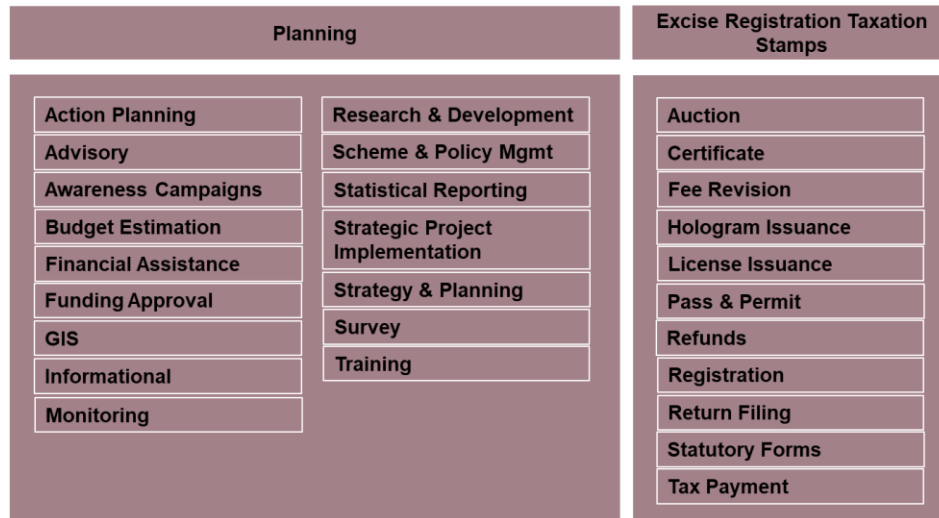 Planning
Action Planning
Advisory
Awareness Campaigns
Budget Estimation
Financial Assistance
Funding Approval
GIS
Informational
Monitoring
Research & Development
Scheme & Policy Mgmt
Statistical Reporting
Strategic Project
Implementation
Strategy & Planning
Survey
Training
Excise Registration Taxation
Stamps
Auction
Certificate
Fee Revision
Hologram Issuance
License Issuance
Pass & Permit
Refunds
Registration
Return Filing
Statutory Forms
Tax Payment